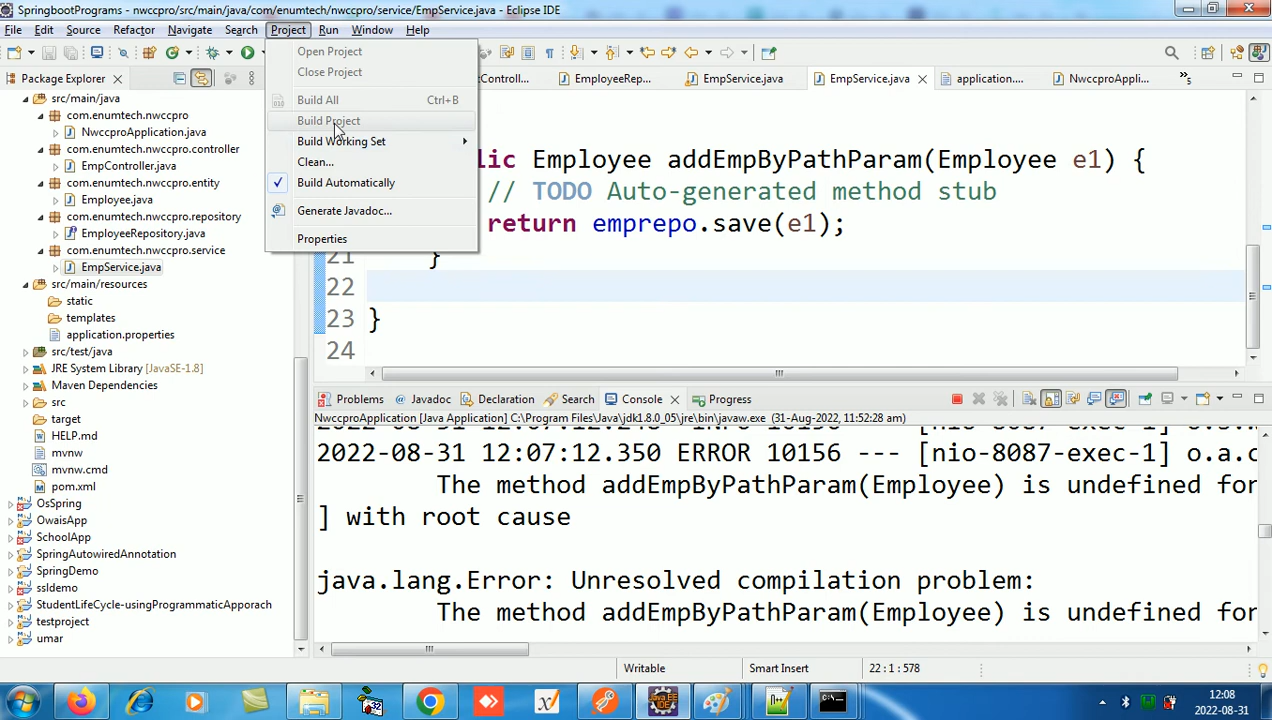 SpringbootPrograms - nwccpro/src/main/java/com/enumtech/nwccpro/service/EmpService.java - Eclipse IDE
File Edit Source Refactor Navigate Search Project Run Window Help
Package Explorer
src/main/java
com.enumtech.nwccpro
NwccproApplication.java
com.enumtech.nwccpro.controller
EmpController.java
com.enumtech.nwccpro.entity
Employee.java
com.enumtech.nwccpro.repository
EmployeeRepository.java
com.enumtech.nwccpro.service
EmpService.java
src/main/resources
static
templates
application.properties
src/test/java
JRE System Library [JavaSE-1.8]
Maven Dependencies
src
target
HELP.md
mvnw
mvnw.cmd
pom.xml
OsSpring
OwaisApp
SchoolApp
SpringAutowiredAnnotation
SpringDemo
ssldemo
StudentLifeCycle-usingProgrammaticApporach
testproject
umar
Open Project
Close Project
Build All Ctrl+B
Build Project
Build Working Set
Clean...
Build Automatically
Generate Javadoc...
Properties
tControll... EmployeeRep... EmpService.java EmpService.java application.... NwccproAppli... »5
lic Employee addEmpByPathParam(Employee e1) {
// TODO Auto-generated method stub
return emprepo.save(e1);
21 }
22
23 }
24
Problems Javadoc Declaration Search Console Progress
NwccproApplication [Java Application] C:\Program Files\Java\jdk1.8.0_05\jre\bin\javaw.exe (31-Aug-2022, 11:52:28 am)
2022-08-31 12:07:12.350 ERROR 10156 --- [nio-8087-exec-1] o.a.c
The method addEmpByPathParam(Employee) is undefined for
] with root cause
java.lang.Error: Unresolved compilation problem:
The method addEmpByPathParam(Employee) is undefined for
Writable Smart Insert 22 : 1 : 578
12:08
2022-08-31